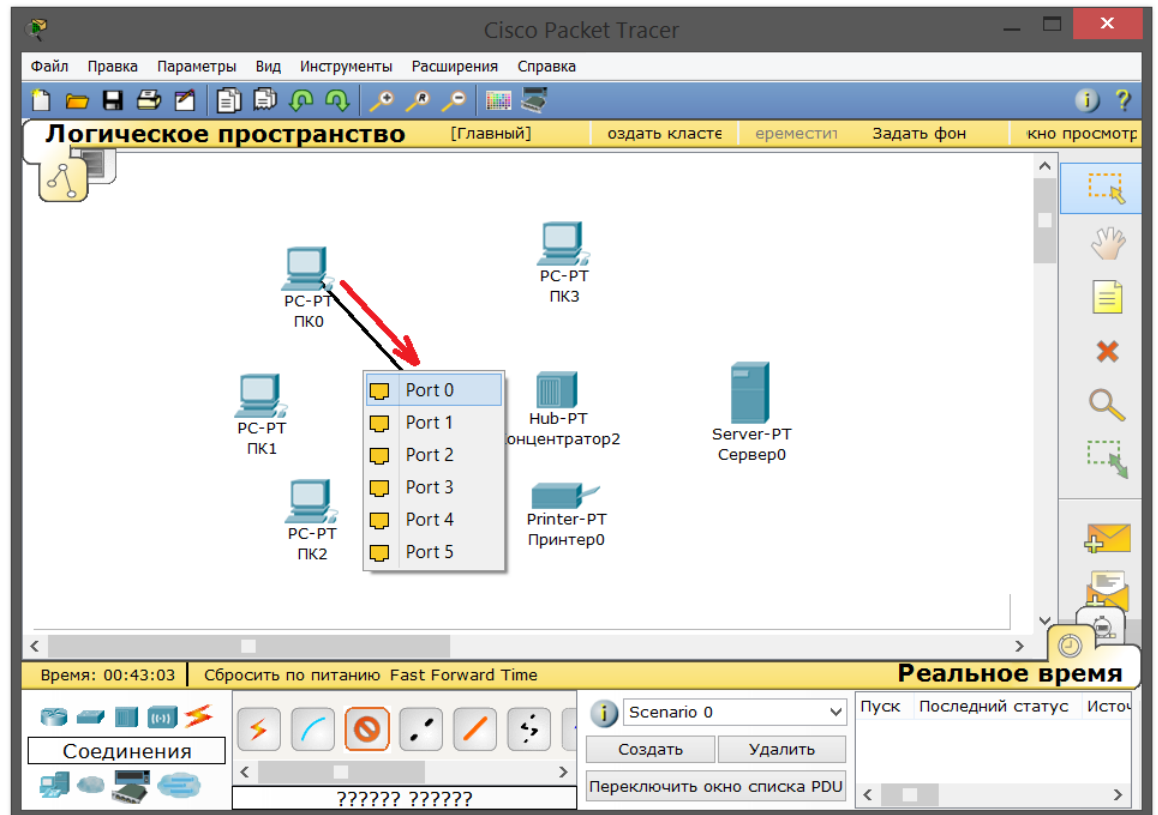 Cisco Packet Tracer
Файл Правка Параметры Вид Инструменты Расширения Справка
Логическое пространство [Главный] оздать класте ереместит Задать фон кно просмотр
PC-PT
ПК3
PC-PT
ПК0
Port 0
Port 1
Port 2
Port 3
Port 4
Port 5
PC-PT
ПК1
Hub-PT
онцентратор2
Server-PT
Сервер0
PC-PT
ПК2
Printer-PT
Принтер0
Время: 00:43:03 Сбросить по питанию Fast Forward Time Реальное время
Соединения
?????? ??????
Scenario 0
Создать Удалить
Переключить окно списка PDU
Пуск Последний статус Источ